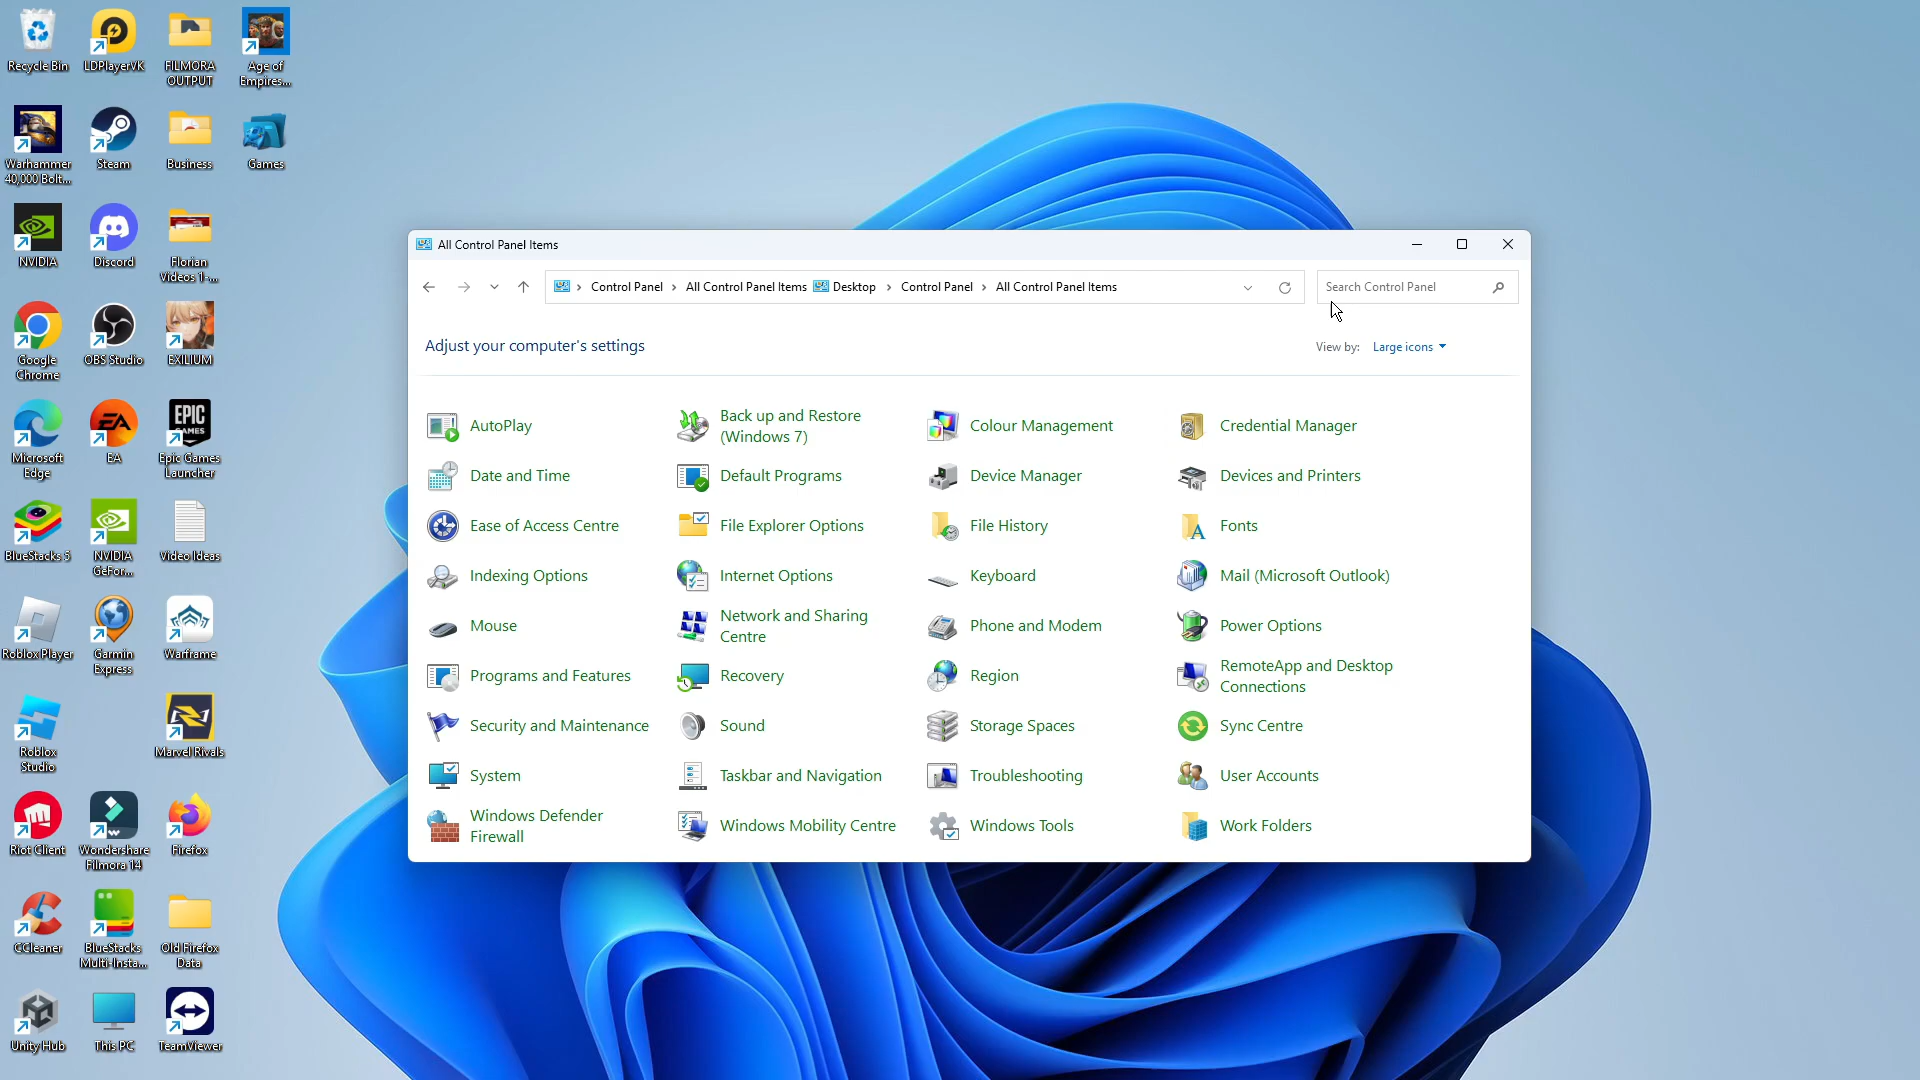 Recycle Bin
LDPlayerVK
FILMORA
OUTPUT
Age of
Empires...
Warhammer
40,000 Bolt...
Steam
Business
Games
NVIDIA
Discord
Florian
Videos 1-...
Google
Chrome
OBS Studio
EXILIUM
Microsoft
Edge
EA
EPIC
GAMES
Epic Games
Launcher
BlueStacks 5
NVIDIA
GeFor...
Video Ideas
Roblox Player
Garmin
Express
Warframe
Roblox
Studio
Marvel Rivals
Riot Client
Wondershare
Filmora 14
Firefox
CCleaner
BlueStacks
Multi-Insta...
Old Firefox
Data
Unity Hub
This PC
TeamViewer
All Control Panel Items
Control Panel > All Control Panel Items Desktop > Control Panel > All Control Panel Items
Search Control Panel
Adjust your computer's settings
View by: Large icons
AutoPlay
Back up and Restore
(Windows 7)
Colour Management
Credential Manager
Date and Time
Default Programs
Device Manager
Devices and Printers
Ease of Access Centre
File Explorer Options
File History
Fonts
Indexing Options
Internet Options
Keyboard
Mail (Microsoft Outlook)
Mouse
Network and Sharing
Centre
Phone and Modem
Power Options
Programs and Features
Recovery
Region
RemoteApp and Desktop
Connections
Security and Maintenance
Sound
Storage Spaces
Sync Centre
System
Taskbar and Navigation
Troubleshooting
User Accounts
Windows Defender
Firewall
Windows Mobility Centre
Windows Tools
Work Folders